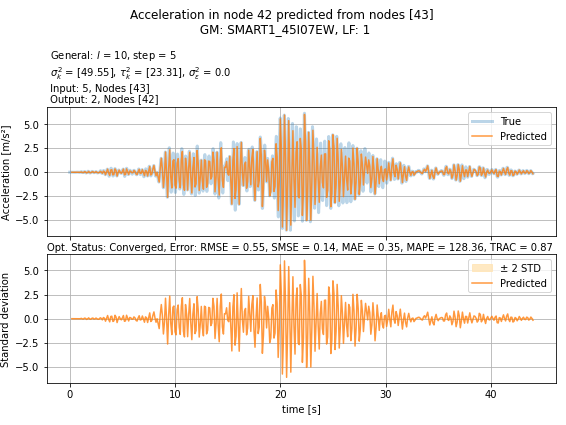 Acceleration in node 42 predicted from nodes [43]
GM: SMART1_45I07EW, LF: 1
General: l = 10, step = 5
σ²ₖ = [49.55], τ²ₖ = [23.31], σ²ε = 0.0
Input: 5, Nodes [43]
Output: 2, Nodes [42]
Acceleration [m/s²]
5.0
2.5
0.0
−2.5
−5.0
True
Predicted
Opt. Status: Converged, Error: RMSE = 0.55, SMSE = 0.14, MAE = 0.35, MAPE = 128.36, TRAC = 0.87
Standard deviation
5.0
2.5
0.0
−2.5
−5.0
± 2 STD
Predicted
0
10
20
30
40
time [s]